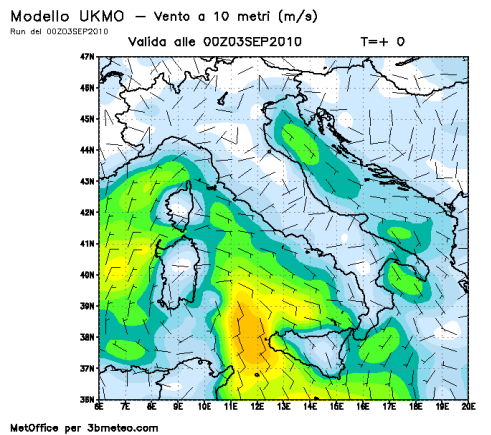 Modello UKMO – Vento a 10 metri (m/s)
Run del 00Z03SEP2010
Valida alle 00Z03SEP2010 T=+ 0
47N
46N
45N
44N
43N
42N
41N
40N
39N
38N
37N
36N
35N
6E 7E 8E 9E 10E 11E 12E 13E 14E 15E 16E 17E 18E 19E 20E
MetOffice per 3bmeteo.com